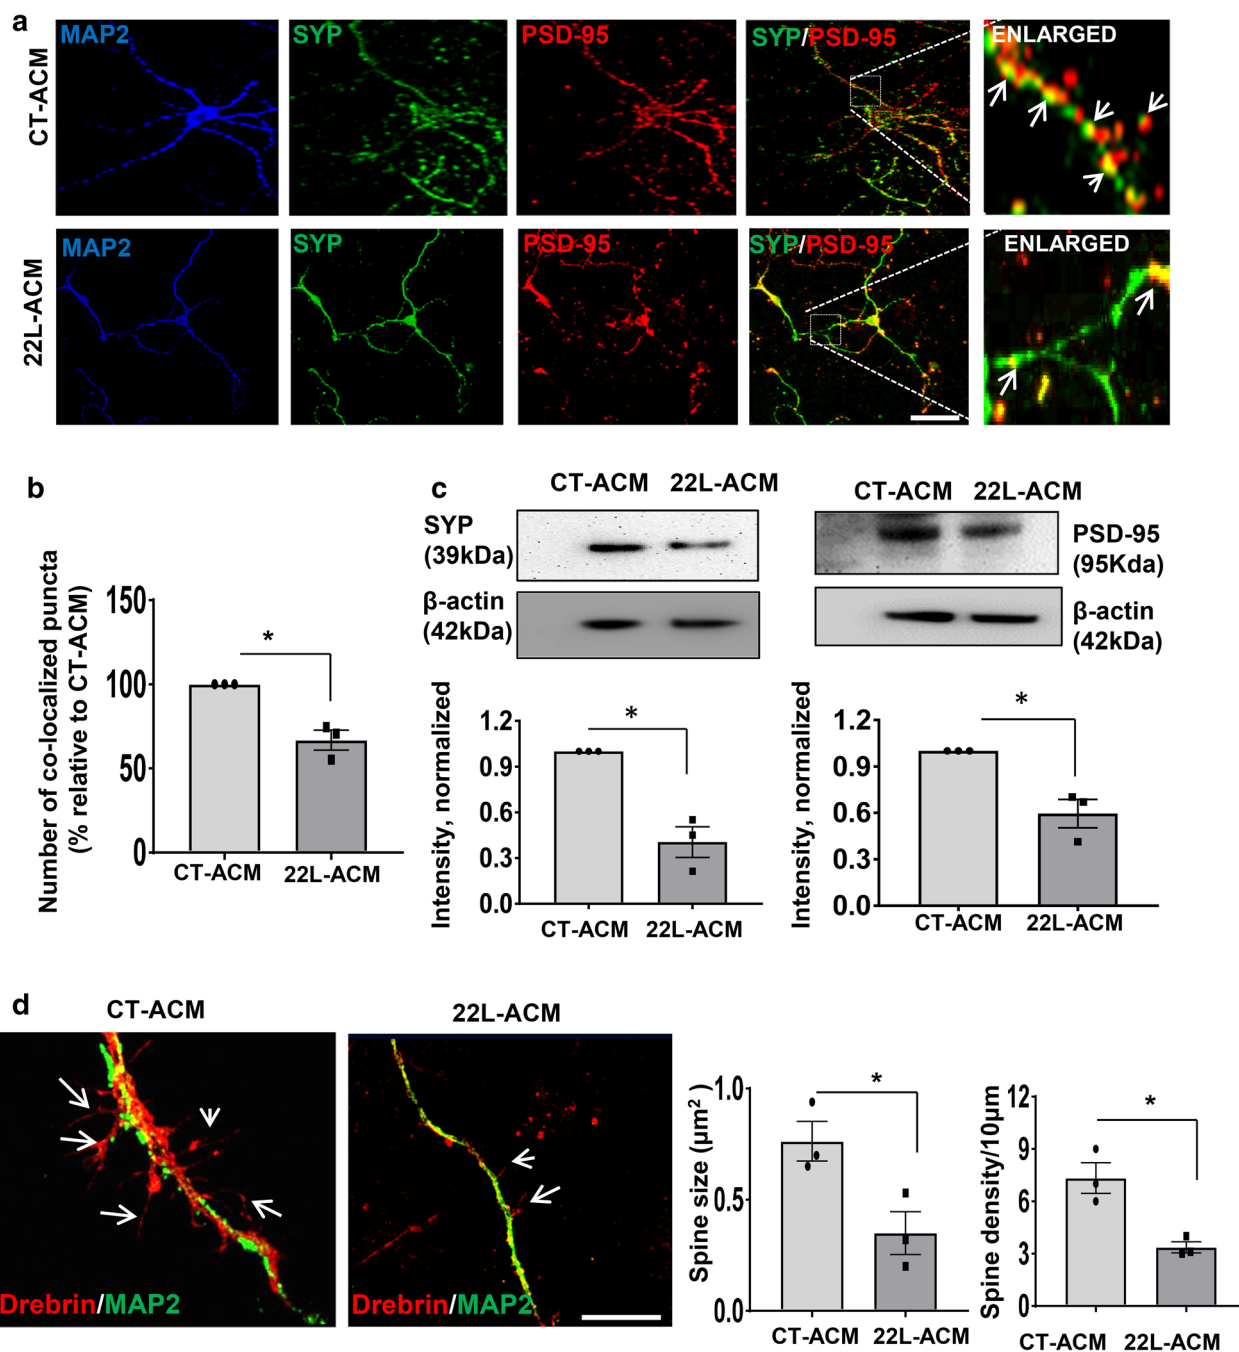 a
CT-ACM
MAP2
SYP
PSD-95
SYP/PSD-95
ENLARGED
22L-ACM
MAP2
SYP
PSD-95
SYP/PSD-95
ENLARGED
b
Number of co-localized puncta
(% relative to CT-ACM)
150
100
50
0
*
CT-ACM
22L-ACM
c
CT-ACM
22L-ACM
SYP
(39kDa)
β-actin
(42kDa)
CT-ACM
22L-ACM
PSD-95
(95Kda)
β-actin
(42kDa)
Intensity, normalized
1.2
0.9
0.6
0.3
0.0
*
CT-ACM
22L-ACM
Intensity, normalized
1.2
0.9
0.6
0.3
0.0
*
CT-ACM
22L-ACM
d
CT-ACM
Drebrin/MAP2
22L-ACM
Drebrin/MAP2
Spine size (µm²)
1.0
0.5
0.0
*
CT-ACM
22L-ACM
Spine density/10µm
12
9
6
3
0
*
CT-ACM
22L-ACM